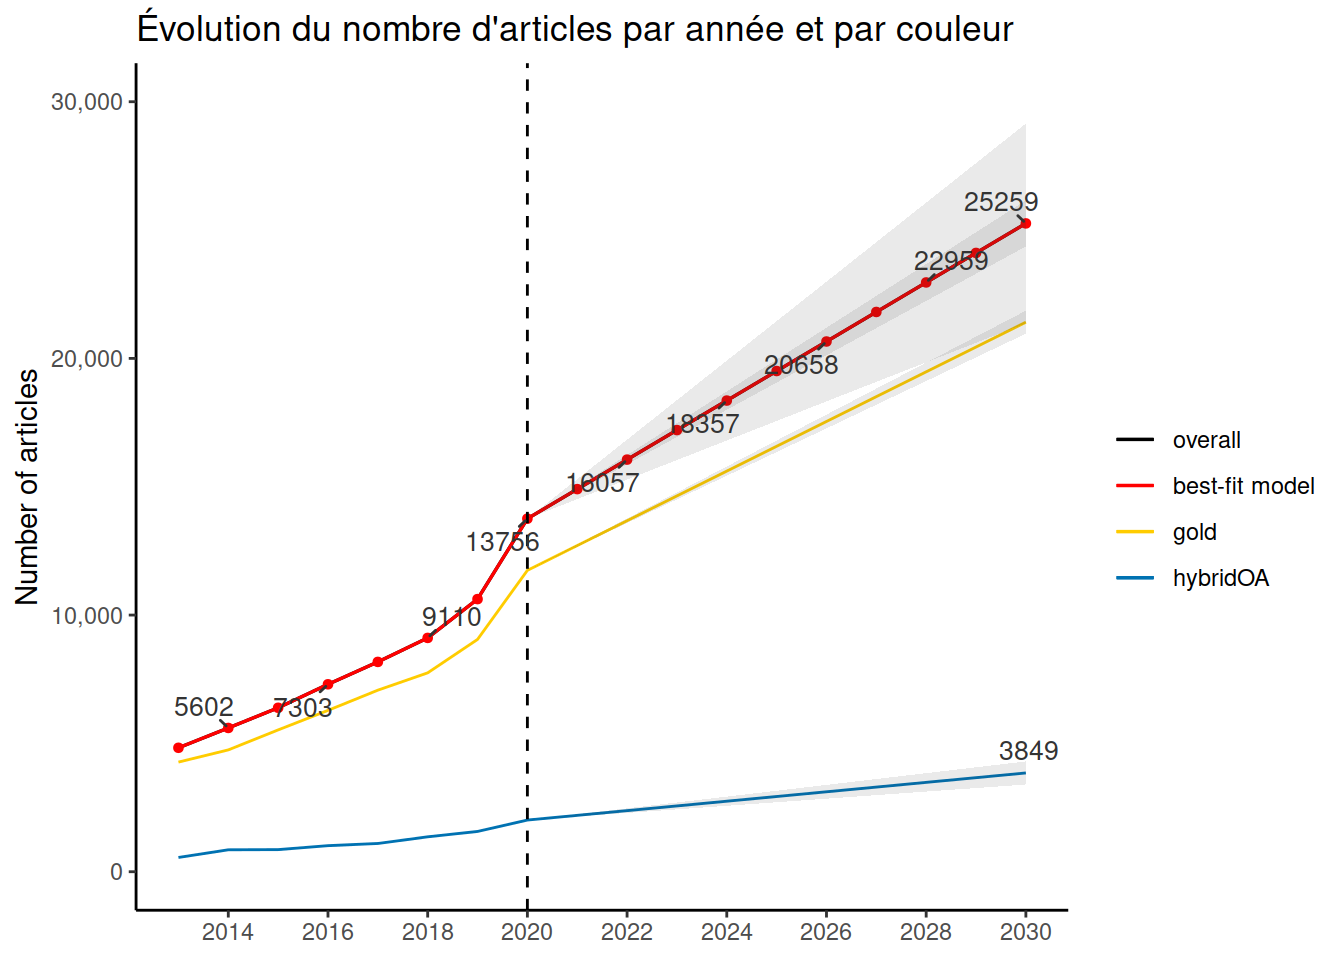 Évolution du nombre d'articles par année et par couleur
Number of articles
30,000
20,000
10,000
0
25259
22959
20658
18357
16057
13756
9110
7303
5602
3849
overall
best-fit model
gold
hybridOA
2014 2016 2018 2020 2022 2024 2026 2028 2030